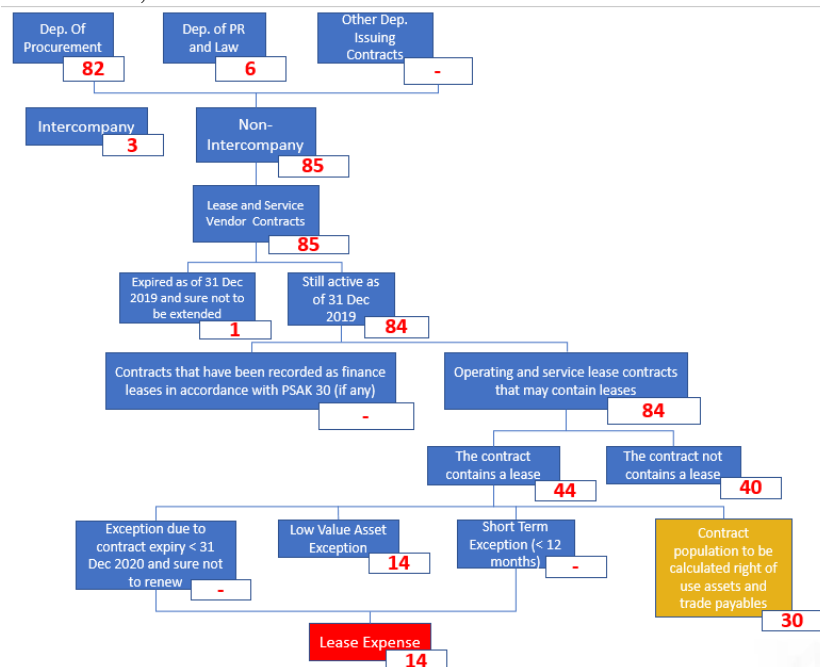 Dep. Of
Procurement
82
Dep. of PR
and Law
6
Other Dep.
Issuing
Contracts
-
Intercompany
3
Non-
Intercompany
85
Lease and Service
Vendor Contracts
85
Expired as of 31 Dec
2019 and sure not to
be extended
1
Still active as
of 31 Dec
2019
84
Contracts that have been recorded as finance
leases in accordance with PSAK 30 (if any)
-
Operating and service lease contracts
that may contain leases
84
The contract
contains a lease
44
The contract not
contains a lease
40
Exception due to
contract expiry < 31
Dec 2020 and sure not
to renew
-
Low Value Asset
Exception
14
Short Term
Exception (< 12
months)
-
Contract
population to be
calculated right of
use assets and
trade payables
30
Lease Expense
14